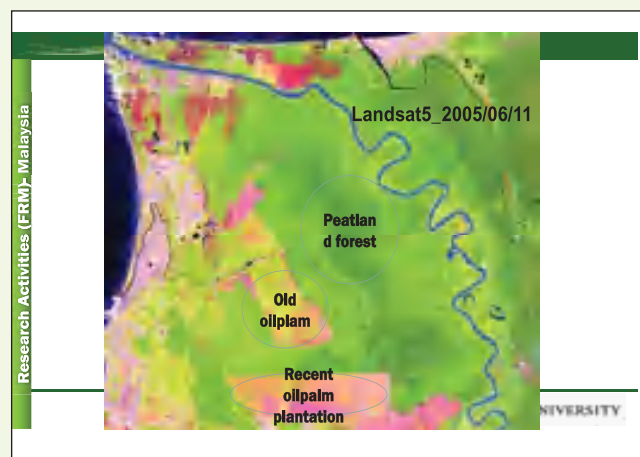 Research Activities (FRM)- Malaysia
Landsat5_2005/06/11
Peatlan
d forest
Old
oilplam
Recent
oilpalm
plantation
NIVERSITY